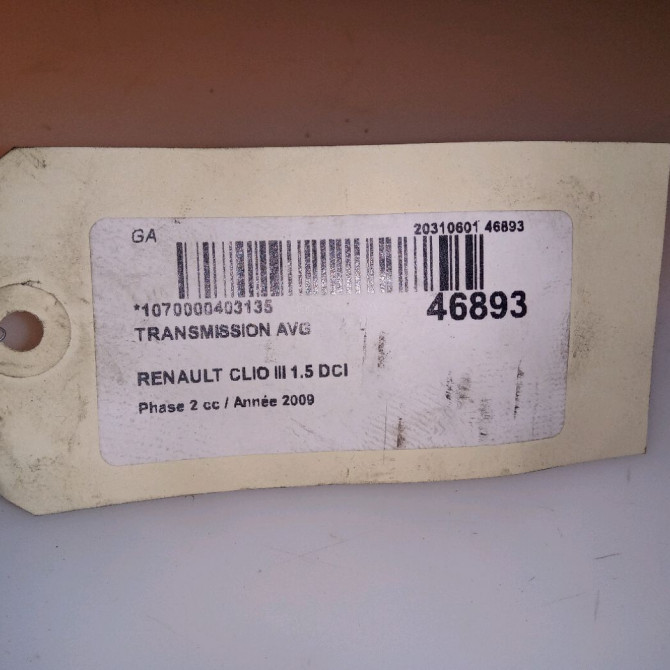 GA
20310601 46893
*1070000403135
46893
TRANSMISSION AVG
RENAULT CLIO III 1.5 DCI
Phase 2 cc / Année 2009